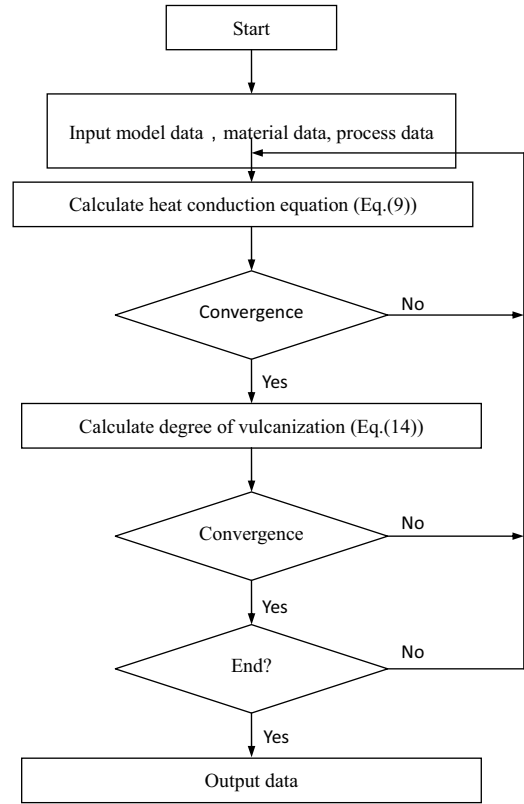 Start
Input model data，material data, process data
Calculate heat conduction equation (Eq.(9))
Convergence
No
Yes
Calculate degree of vulcanization (Eq.(14))
Convergence
No
Yes
End?
No
Yes
Output data